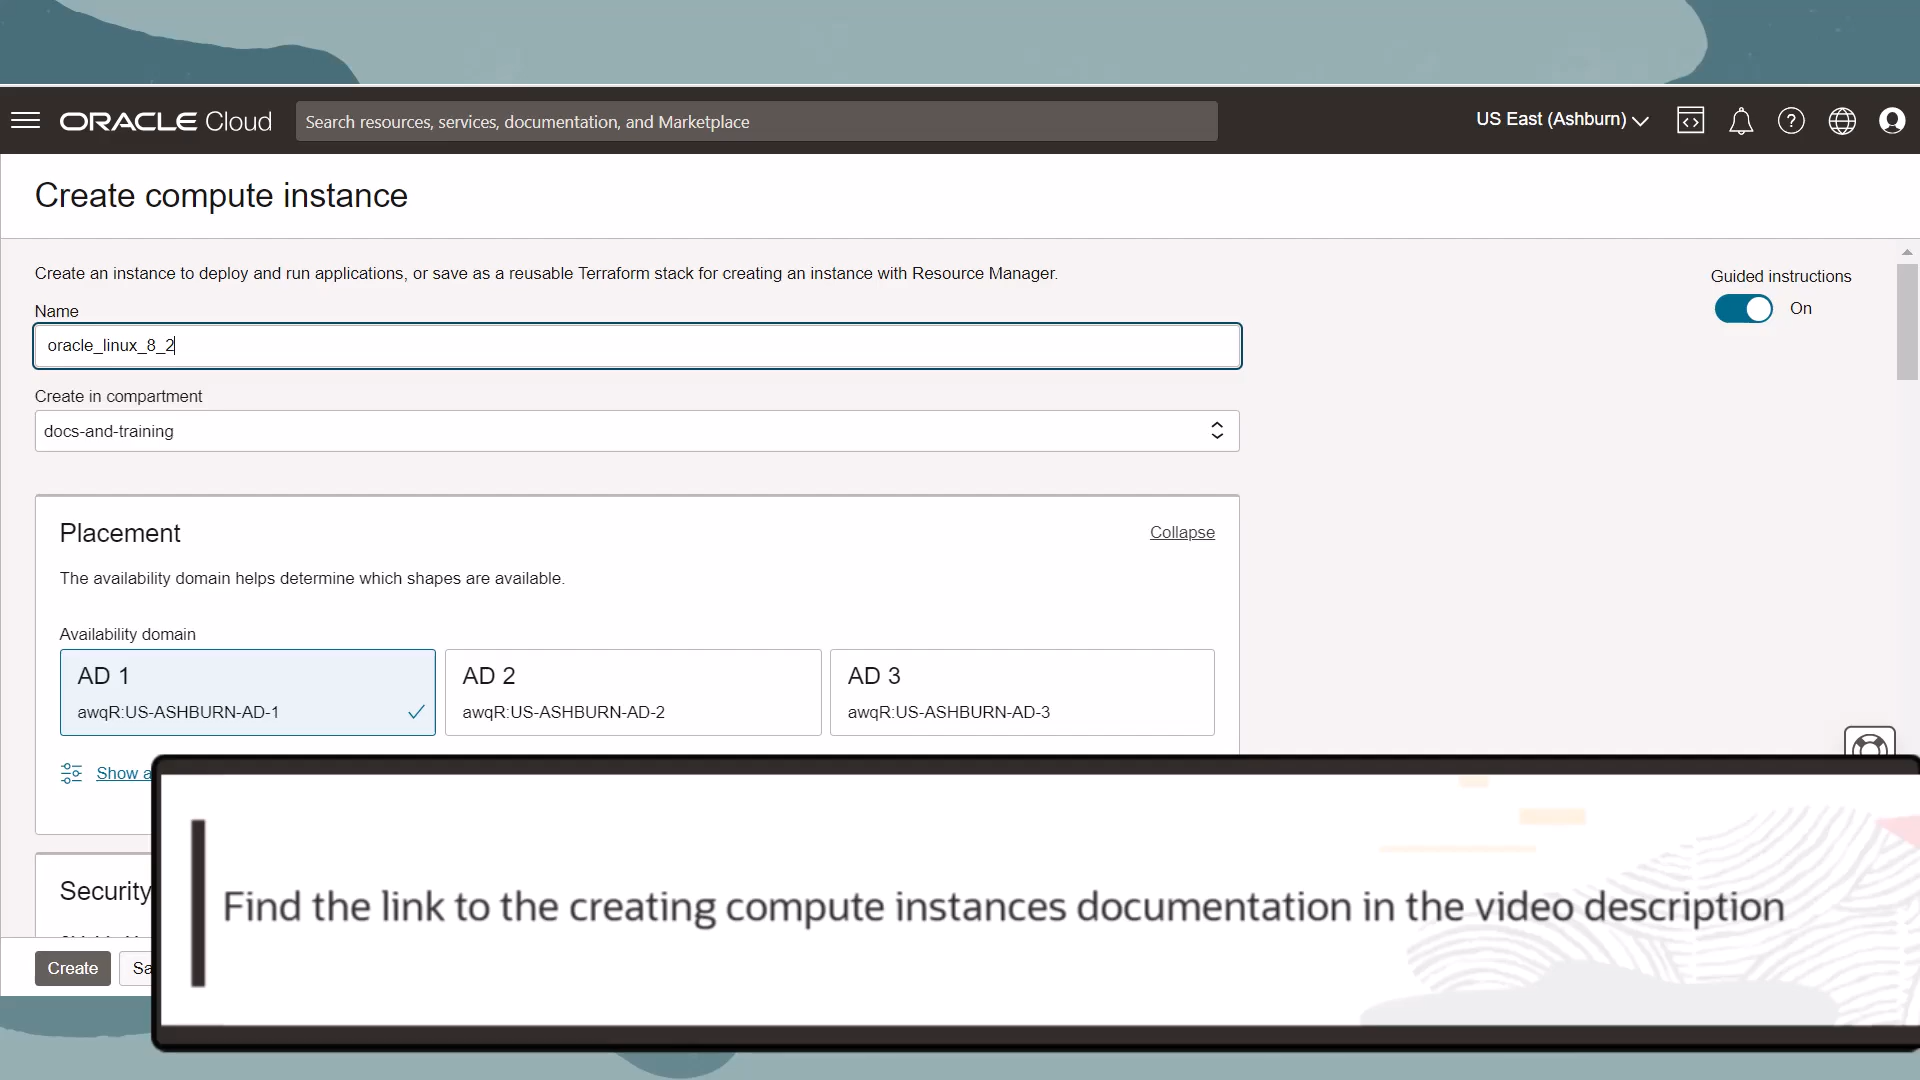 ORACLE Cloud
Search resources, services, documentation, and Marketplace
US East (Ashburn)
Create compute instance
Create an instance to deploy and run applications, or save as a reusable Terraform stack for creating an instance with Resource Manager.
Guided instructions
On
Name
oracle_linux_8_2
Create in compartment
docs-and-training
Placement
Collapse
The availability domain helps determine which shapes are available.
Availability domain
AD 1
awqR:US-ASHBURN-AD-1
AD 2
awqR:US-ASHBURN-AD-2
AD 3
awqR:US-ASHBURN-AD-3
Show a
Security
Create
Sa
Find the link to the creating compute instances documentation in the video description